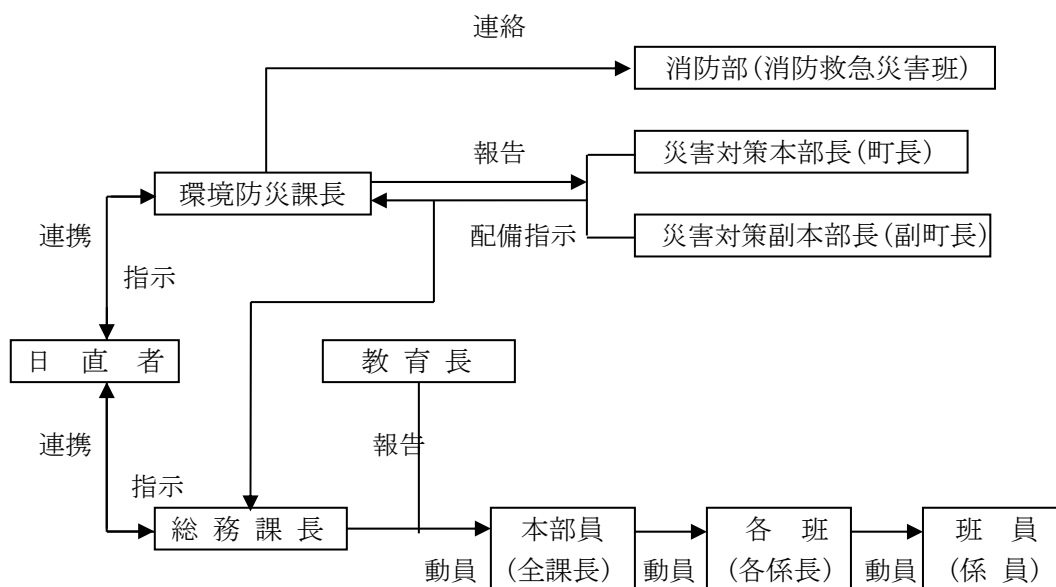 連絡
消防部(消防救急災害班)
報告
災害対策本部長(町長)
環境防災課長
連携
配備指示
災害対策副本部長(副町長)
指示
日 直 者
教 育 長
連携
報告
指示
総 務 課 長
本部員
(全課長)
各 班
(各係長)
班 員
(係 員)
動員
動員
動員